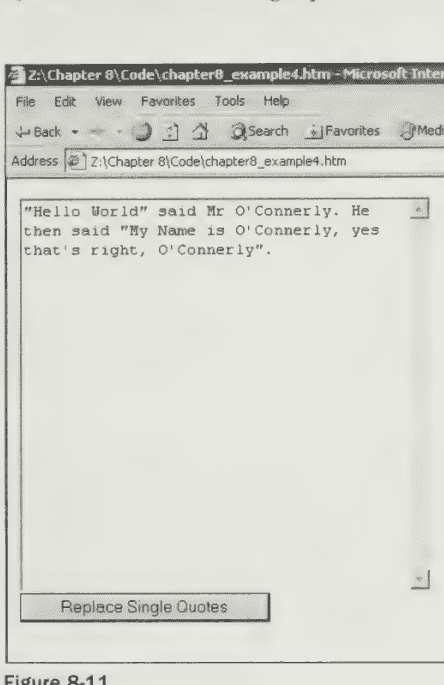 Z:\Chapter 8\Code\chapter8_example4.htm - Microsoft Inter
File Edit View Favorites Tools Help
Back Search Favorites Medi
Address Z:\Chapter 8\Code\chapter8_example4.htm
"Hello World" said Mr O'Connerly. He
then said "My Name is O'Connerly, yes
that's right, O'Connerly".
Replace Single Quotes
Figure 8-11